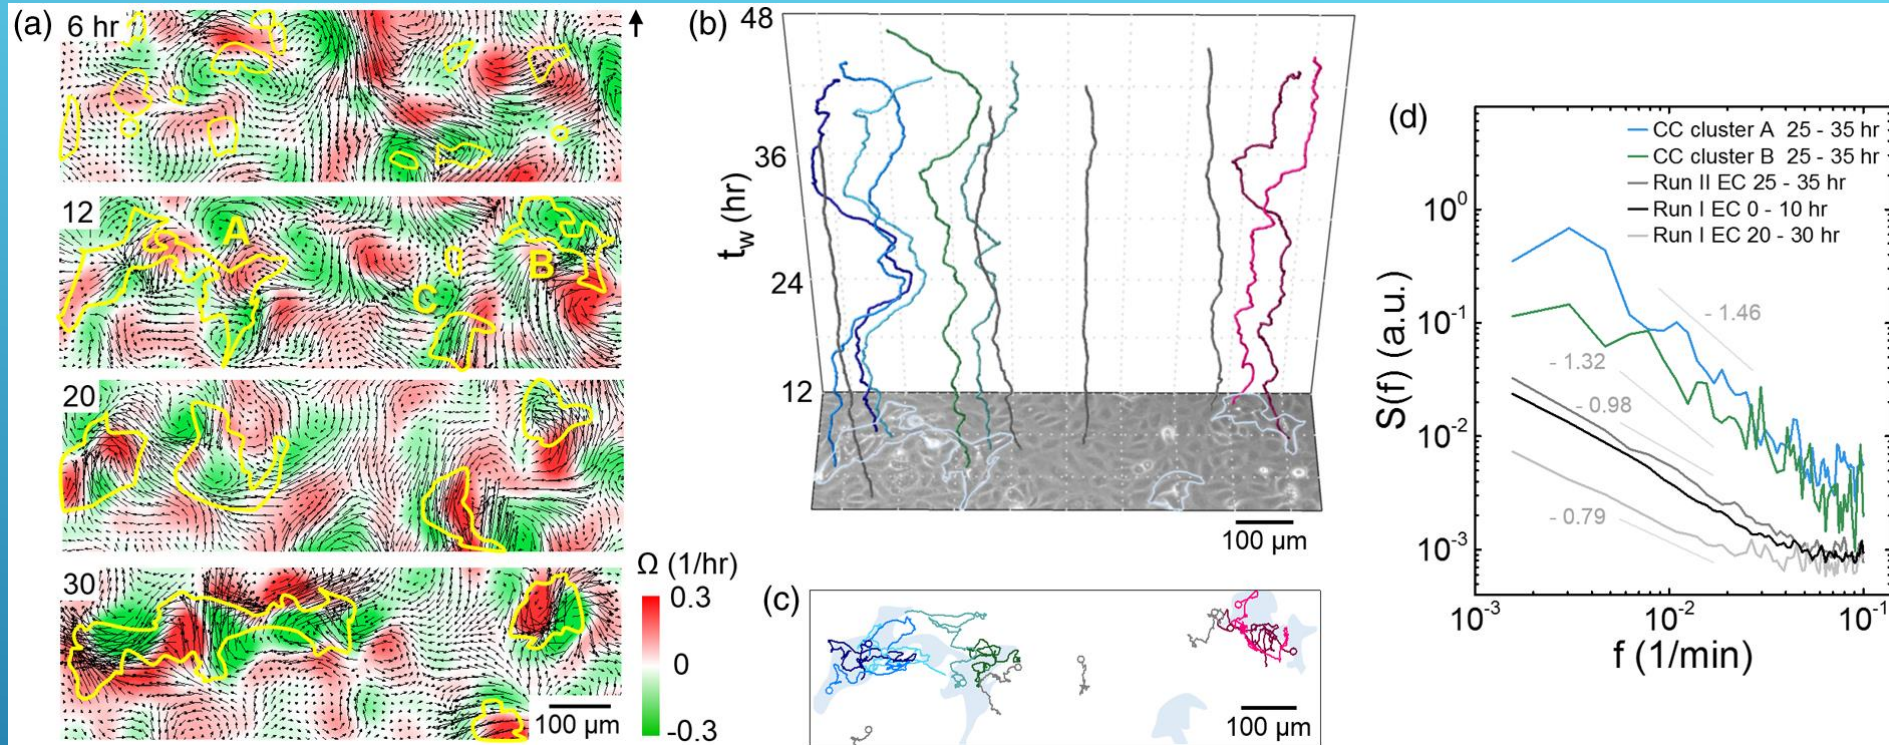 (a)
6 hr
12
A
B
C
20
30
100 µm
Ω (1/hr)
0.3
0
-0.3
(b)
48
36
24
12
t_w (hr)
100 µm
(c)
100 µm
(d)
CC cluster A 25 - 35 hr
CC cluster B 25 - 35 hr
Run II EC 25 - 35 hr
Run I EC 0 - 10 hr
Run I EC 20 - 30 hr
10⁰
10⁻¹
10⁻²
10⁻³
S(f) (a.u.)
- 1.46
- 1.32
- 0.98
- 0.79
10⁻³
10⁻²
10⁻¹
f (1/min)